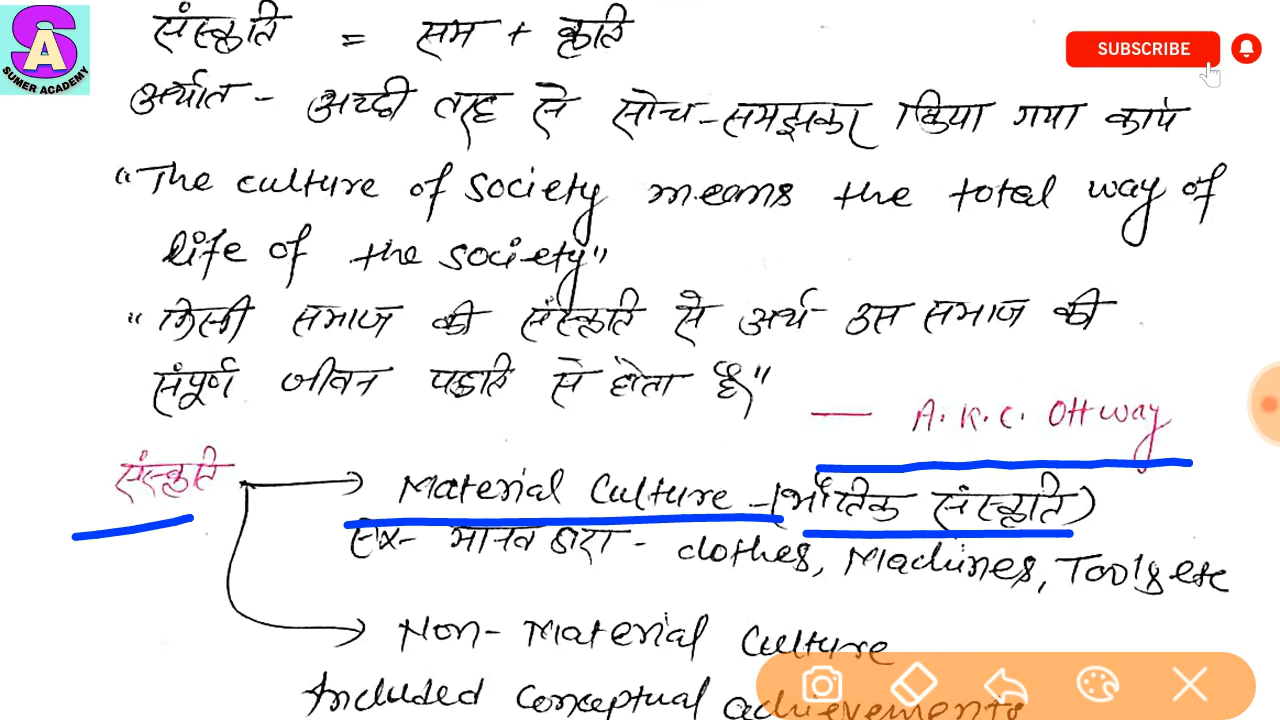 SA
SUMER ACADEMY
SUBSCRIBE
संस्कृति = सम + कृति
अर्थात - अच्छी तरह से सोच-समझकर किया गया कार्य
"The culture of society means the total way of
life of the society"
"किसी समाज की संस्कृति से अर्थ उस समाज की
संपूर्ण जीवन पद्धति से होता है"
— A.K.C. Ottway
संस्कृति → Material Culture - (भौतिक संस्कृति)
Ex- मानव द्वारा - clothes, Machines, Tools etc
→ Non-Material Culture
Included conceptual achievements